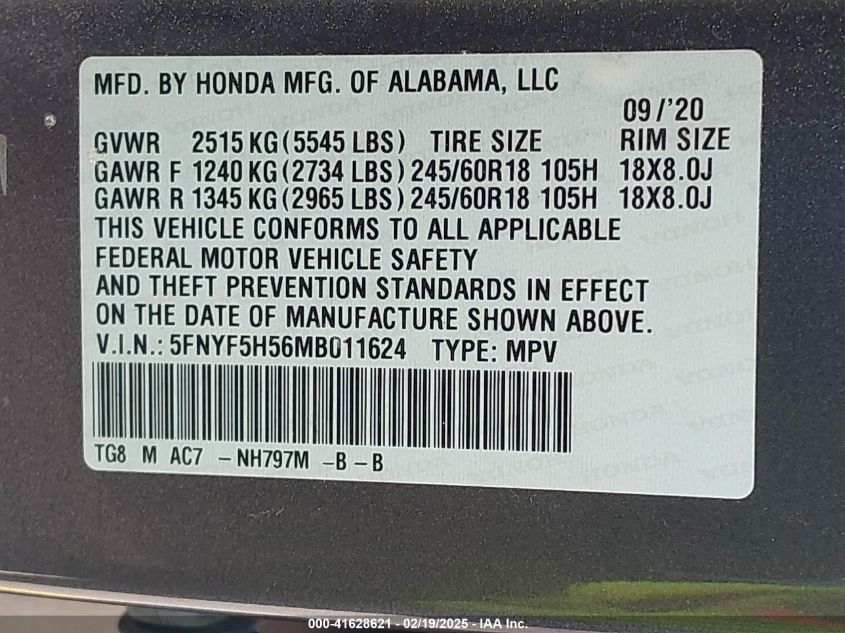 MFD. BY HONDA MFG. OF ALABAMA, LLC
09/'20
GVWR 2515 KG (5545 LBS) TIRE SIZE RIM SIZE
GAWR F 1240 KG (2734 LBS) 245/60R18 105H 18X8.0J
GAWR R 1345 KG (2965 LBS) 245/60R18 105H 18X8.0J
THIS VEHICLE CONFORMS TO ALL APPLICABLE
FEDERAL MOTOR VEHICLE SAFETY
AND THEFT PREVENTION STANDARDS IN EFFECT
ON THE DATE OF MANUFACTURE SHOWN ABOVE.
V.I.N.: 5FNYF5H56MB011624 TYPE: MPV
TG8 M AC7 -NH797M -B-B
000-41628621 - 02/19/2025 - IAA Inc.